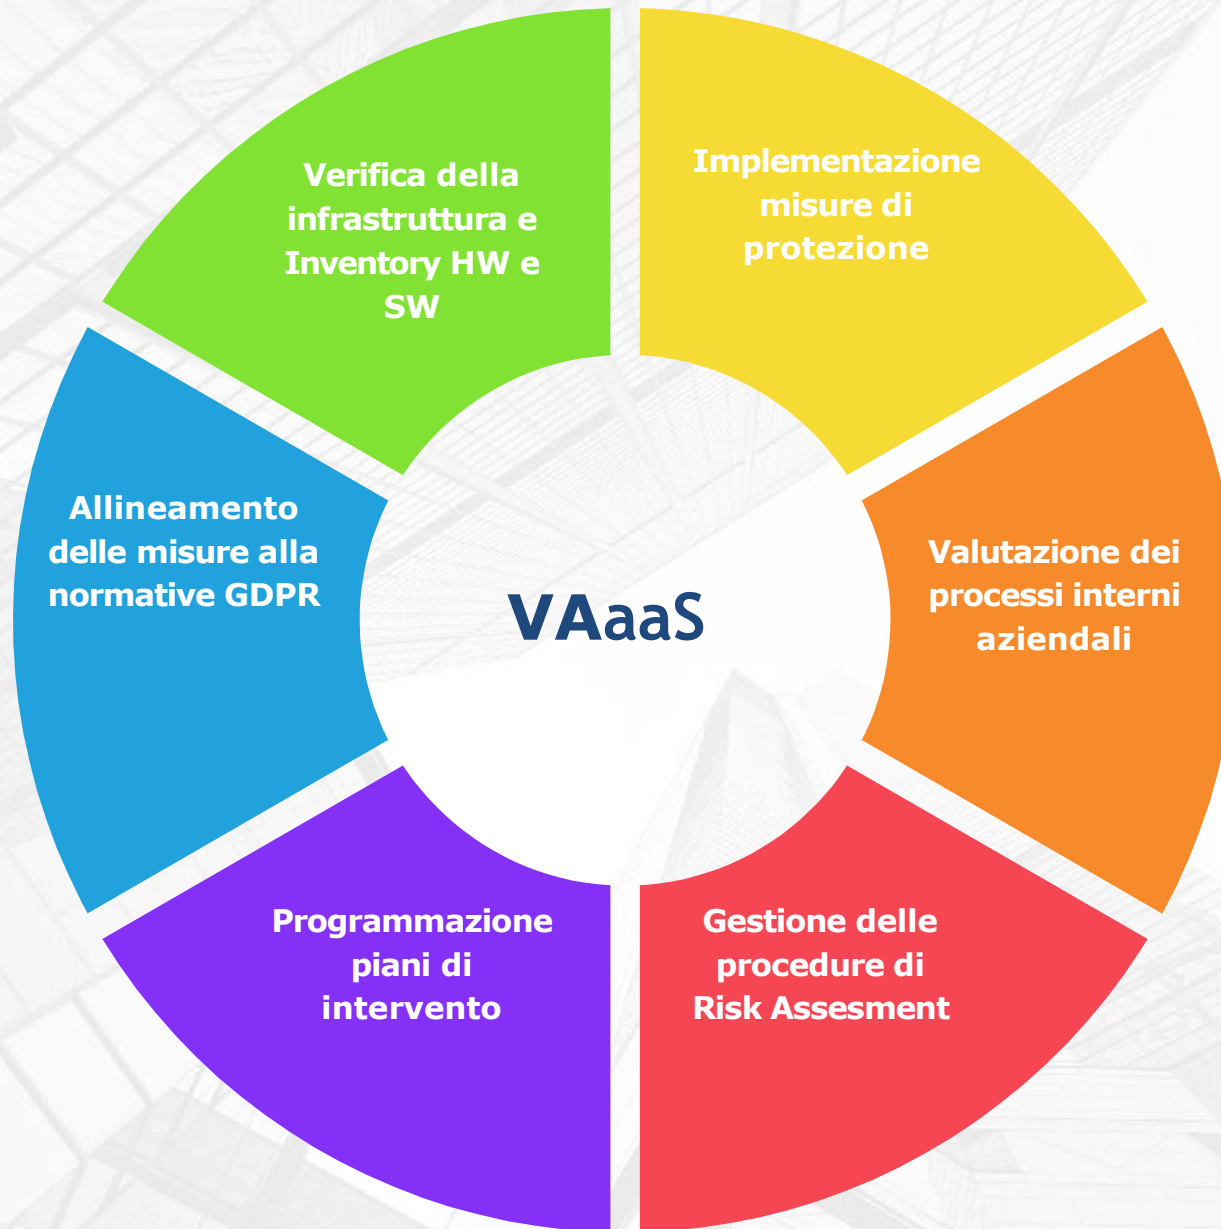 Verifica della
infrastruttura e
Inventory HW e
SW
Implementazione
misure di
protezione
Allineamento
delle misure alla
normative GDPR
VAaaS
Valutazione dei
processi interni
aziendali
Programmazione
piani di
intervento
Gestione delle
procedure di
Risk Assesment